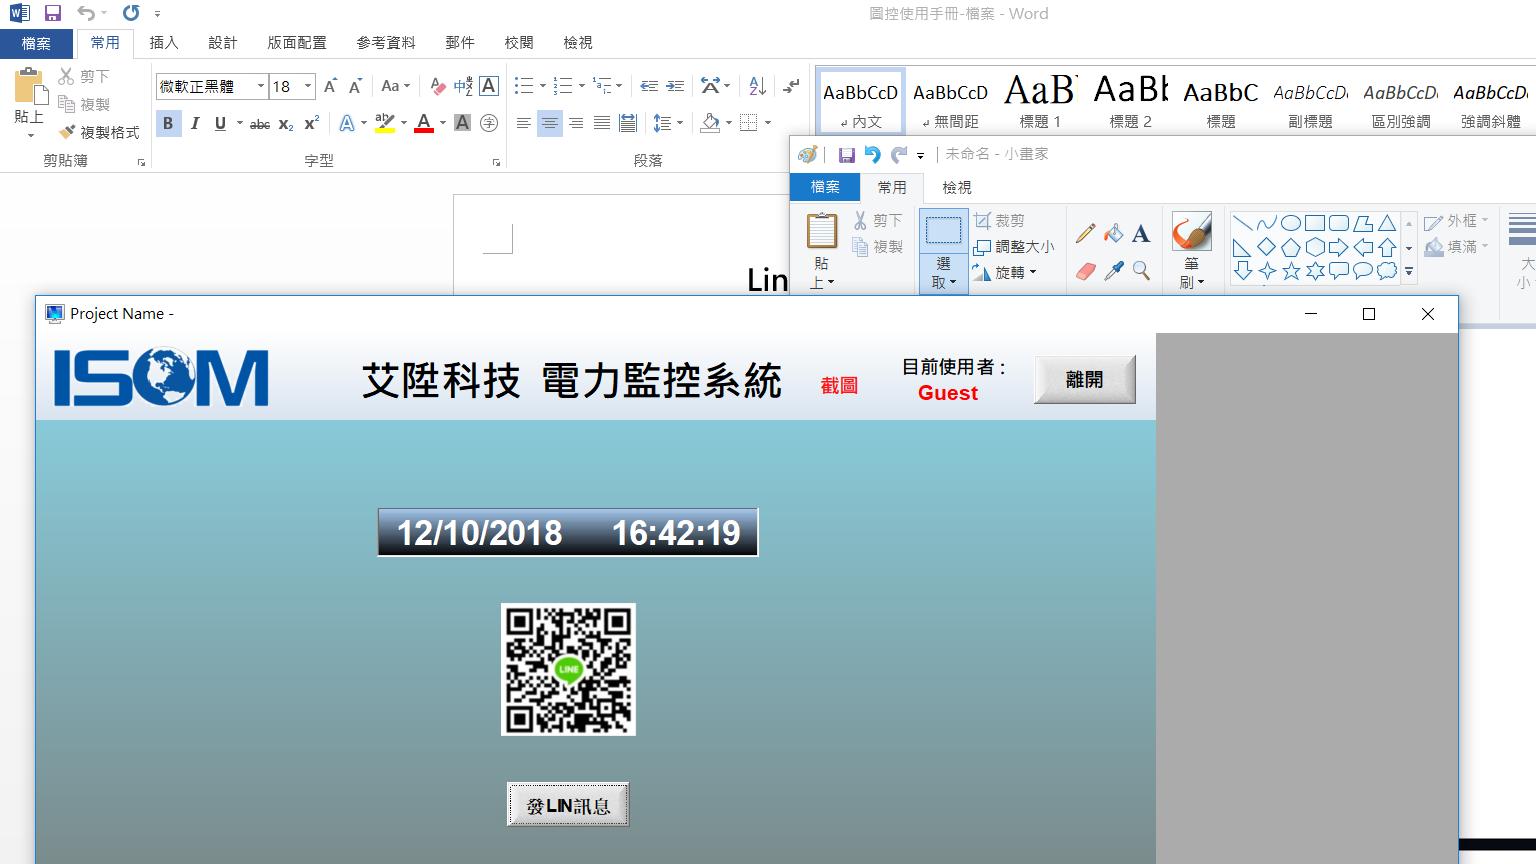 圖控使用手冊-檔案 - Word
檔案 常用 插入 設計 版面配置 參考資料 郵件 校閱 檢視
剪下
複製
貼上
複製格式
剪貼簿
微軟正黑體 18
Aa
中文
A
B I U abc x₂ x² A ab A A 字
字型
段落
AaBbCcD AaBbCcD AaB AaBb AaBbC AaBbCcD AaBbCcD AaBbCcD
內文 無間距 標題 1 標題 2 標題 副標題 區別強調 強調斜體
未命名 - 小畫家
檔案 常用 檢視
剪下
複製
貼上
選取
裁剪
調整大小
旋轉
A
筆刷
外框
填滿
大小
Lin
Project Name -
ISOM
艾陞科技 電力監控系統
截圖
目前使用者 :
Guest
離開
12/10/2018 16:42:19
LINE
發LIN訊息